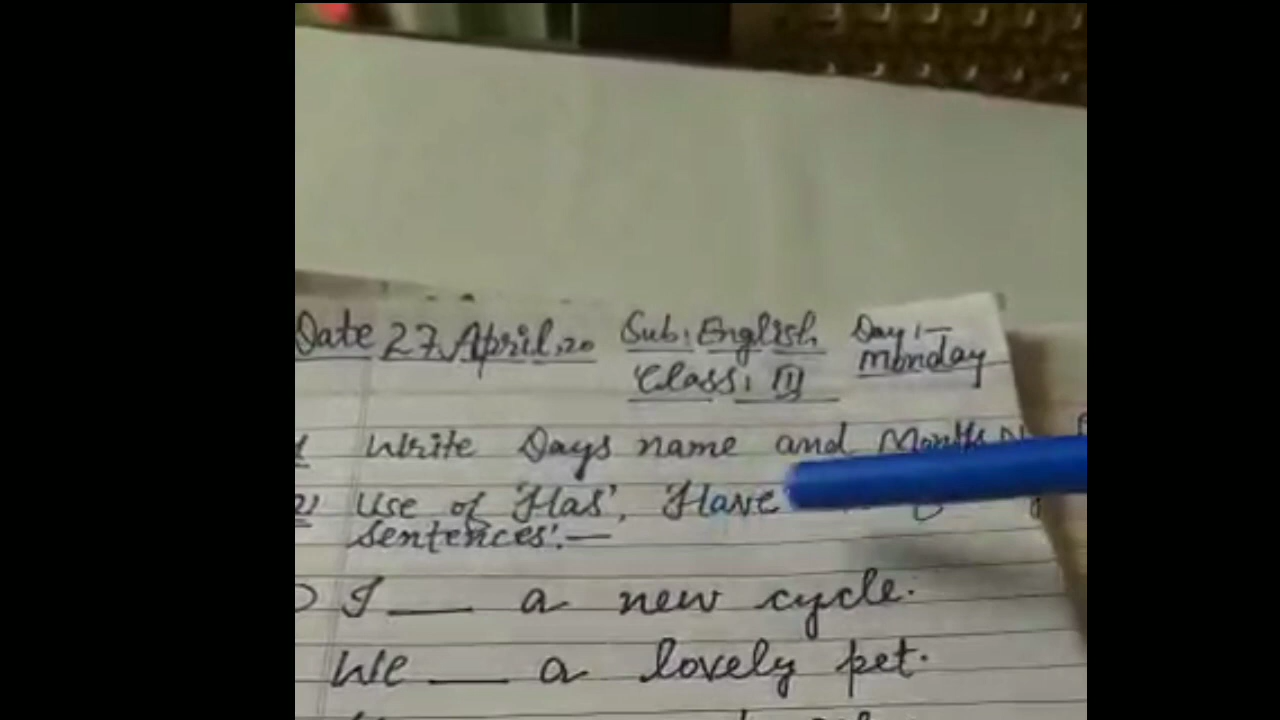 Date 27 April, 20 Sub: English Day :-
Class: II Monday
1 Write Days name and Months
2) Use of 'Has', 'Have
sentences':-
) I ___ a new cycle.
We ___ a lovely pet.